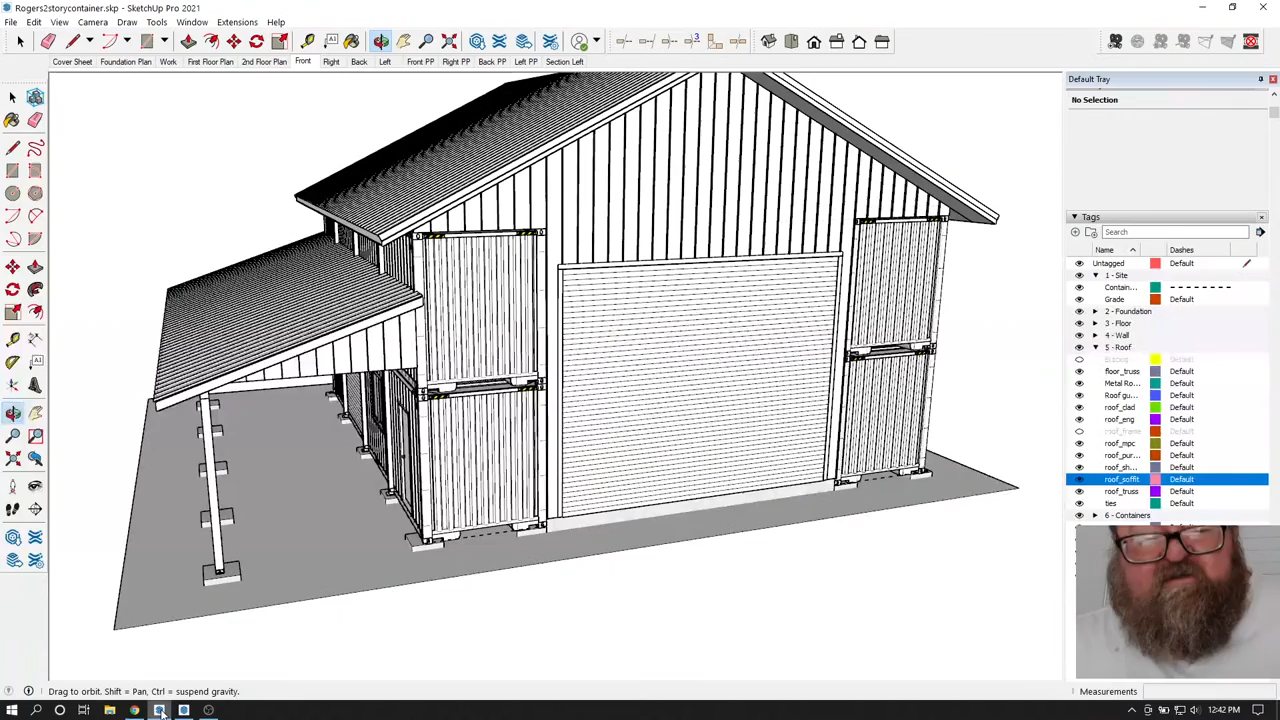 Rogers2storycontainer.skp - SketchUp Pro 2021
File Edit View Camera Draw Tools Window Extensions Help
Cover Sheet Foundation Plan Work First Floor Plan 2nd Floor Plan Front Right Back Left Front PP Right PP Back PP Left PP Section Left
Default Tray
No Selection
Tags
Search
Name Dashes
Untagged Default
1 - Site
Contain...
Grade Default
2 - Foundation
3 - Floor
4 - Wall
5 - Roof
Default
floor_truss Default
Metal Ro... Default
Roof gu... Default
roof_clad Default
roof_eng Default
roof_frame Default
roof_mpc Default
roof_pur... Default
roof_sh... Default
roof_soffit Default
roof_truss Default
ties Default
6 - Containers
Drag to orbit. Shift = Pan, Ctrl = suspend gravity.
Measurements
12:42 PM